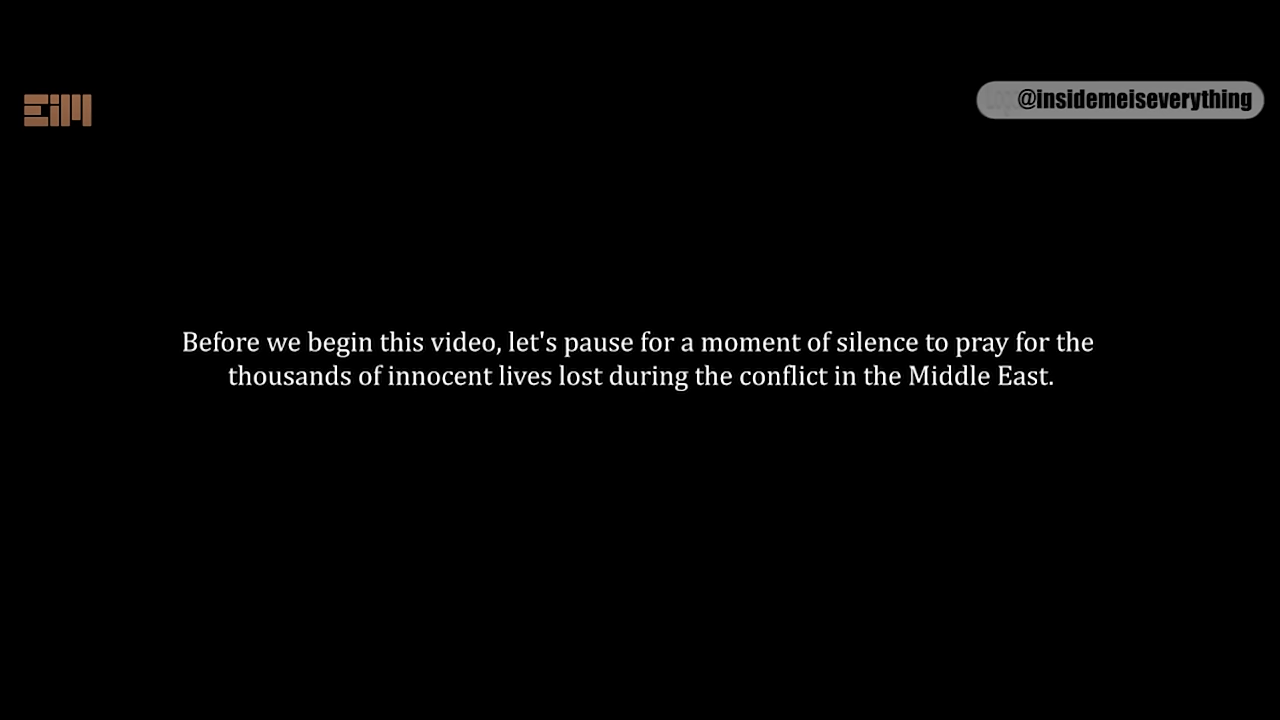 EiM
@insidemeiseverything
Before we begin this video, let's pause for a moment of silence to pray for the
thousands of innocent lives lost during the conflict in the Middle East.